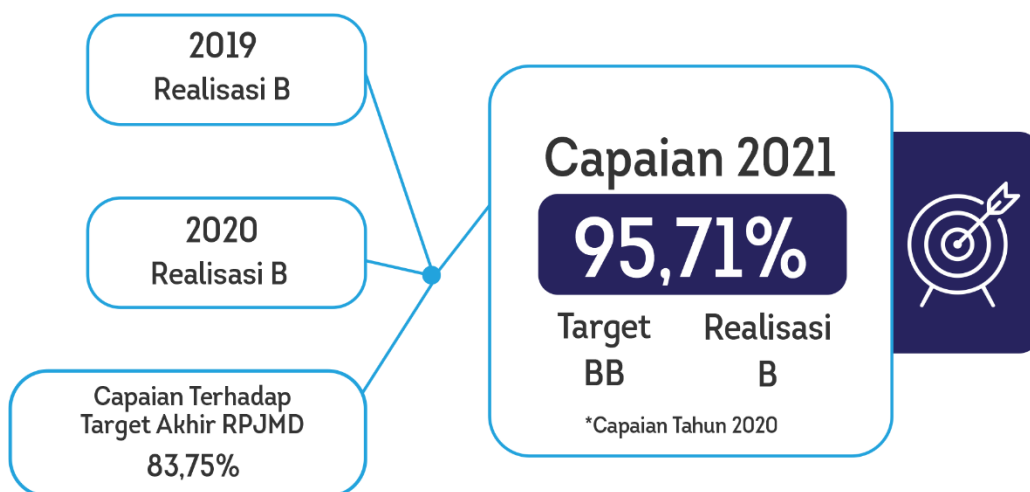 2019
Realisasi B
2020
Realisasi B
Capaian Terhadap
Target Akhir RPJMD
83,75%
Capaian 2021
95,71%
Target Realisasi
BB B
*Capaian Tahun 2020